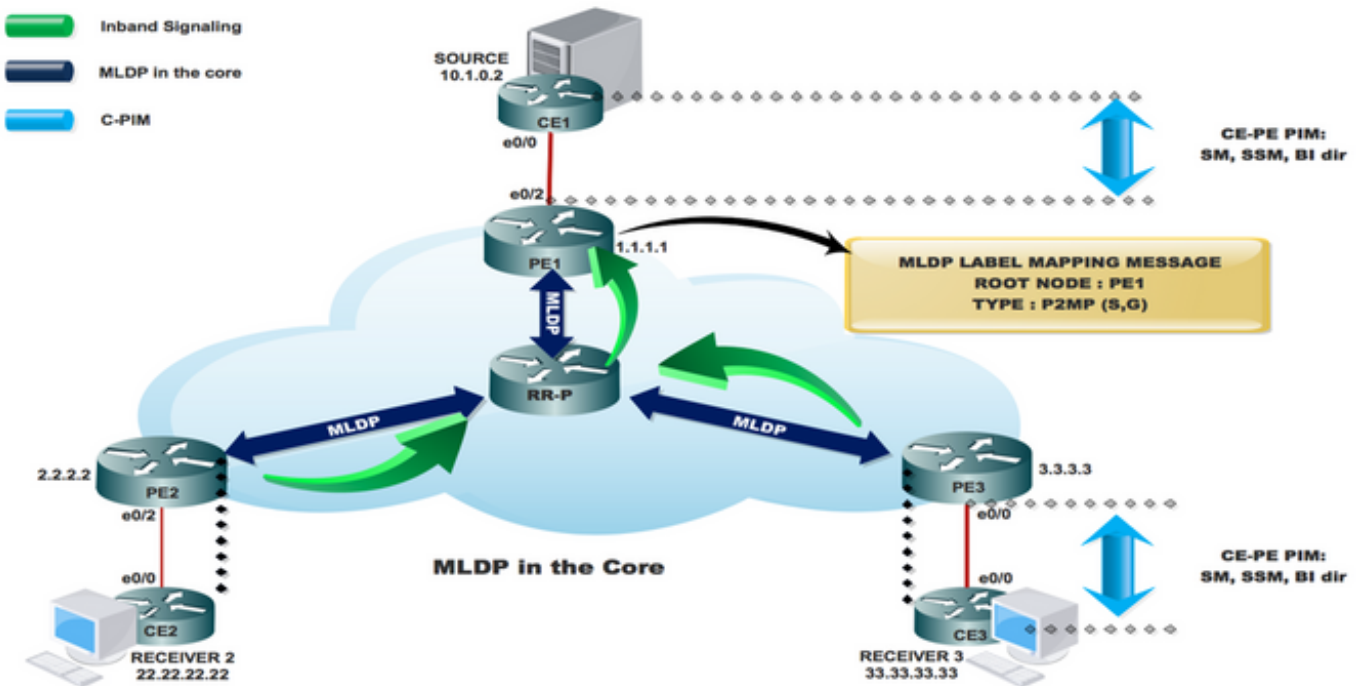 Inband Signaling
MLDP in the core
C-PIM
SOURCE
10.1.0.2
CE1
e0/0
CE-PE PIM:
SM, SSM, BI dir
e0/2
PE1
1.1.1.1
MLDP LABEL MAPPING MESSAGE
ROOT NODE : PE1
TYPE : P2MP (S,G)
MLDP
RR-P
MLDP
MLDP
2.2.2.2
PE2
e0/2
3.3.3.3
PE3
e0/0
MLDP in the Core
CE-PE PIM:
SM, SSM, BI dir
e0/0
CE2
RECEIVER 2
22.22.22.22
e0/0
CE3
RECEIVER 3
33.33.33.33